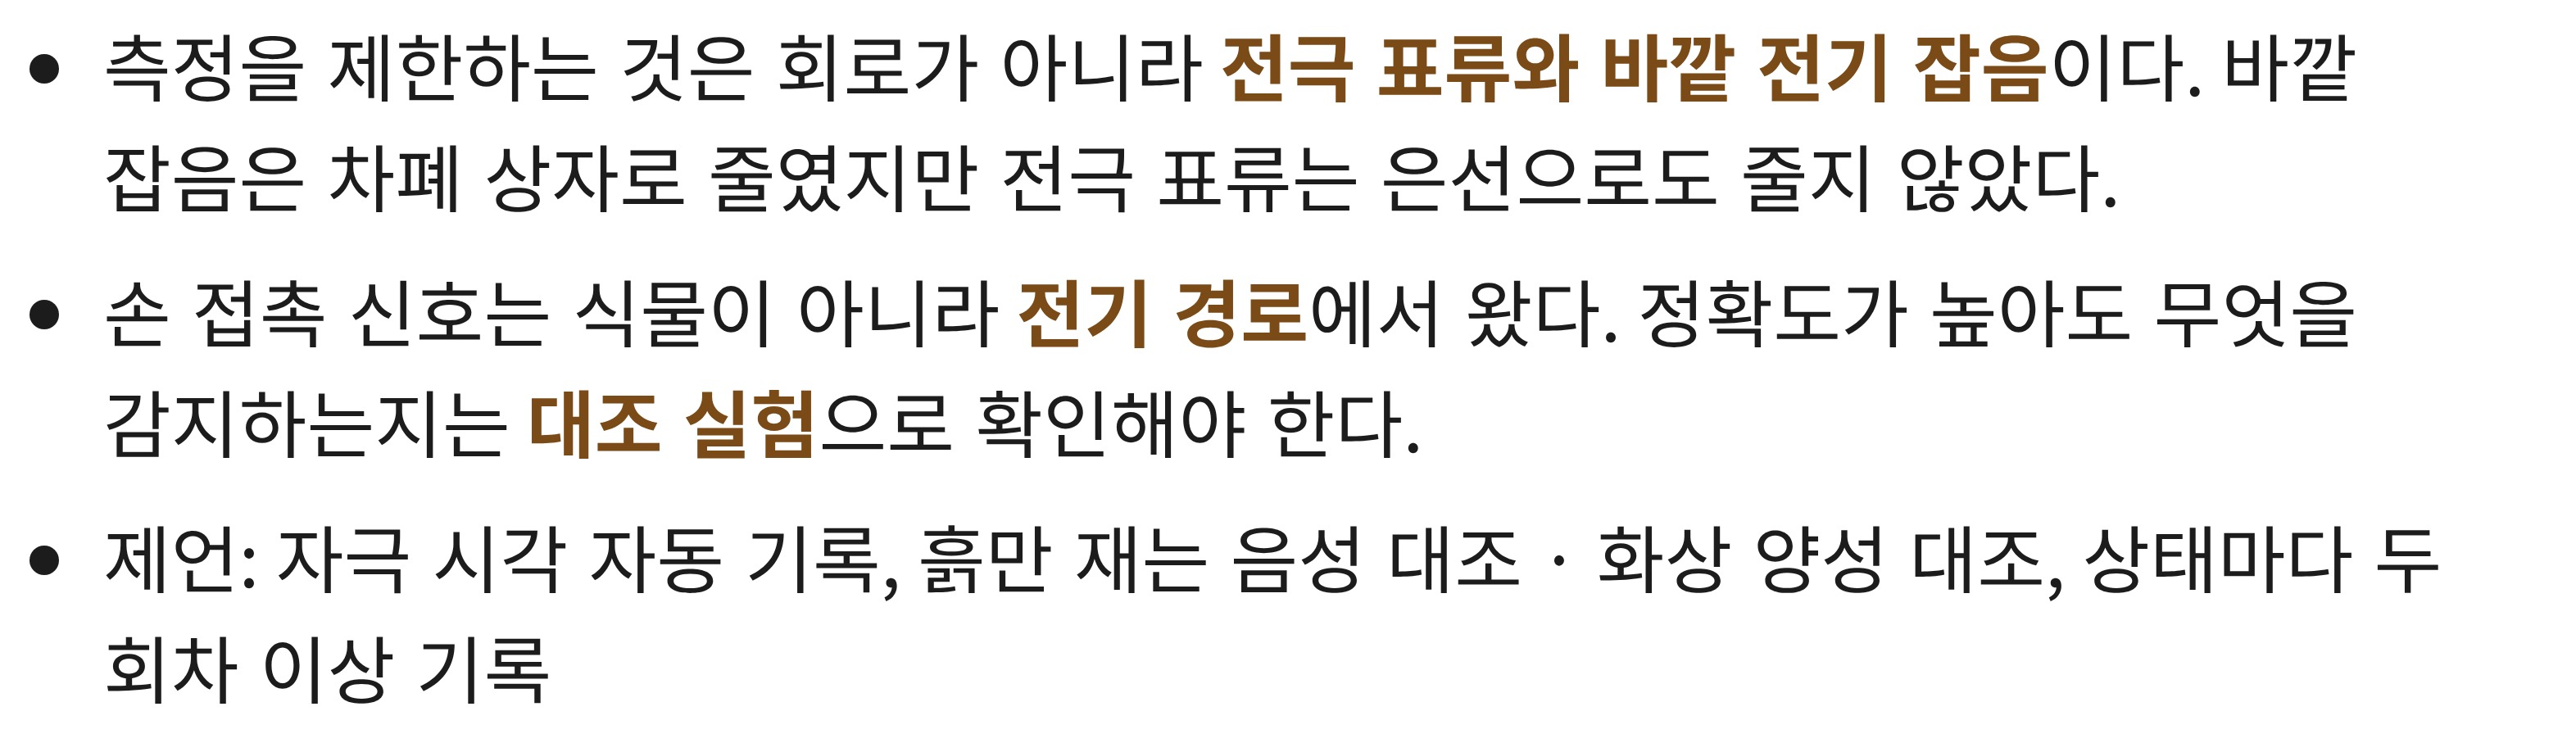 • 측정을 제한하는 것은 회로가 아니라 전극 표류와 바깥 전기 잡음이다. 바깥
잡음은 차폐 상자로 줄였지만 전극 표류는 은선으로도 줄지 않았다.
• 손 접촉 신호는 식물이 아니라 전기 경로에서 왔다. 정확도가 높아도 무엇을
감지하는지는 대조 실험으로 확인해야 한다.
• 제언: 자극 시각 자동 기록, 흙만 재는 음성 대조 · 화상 양성 대조, 상태마다 두
회차 이상 기록